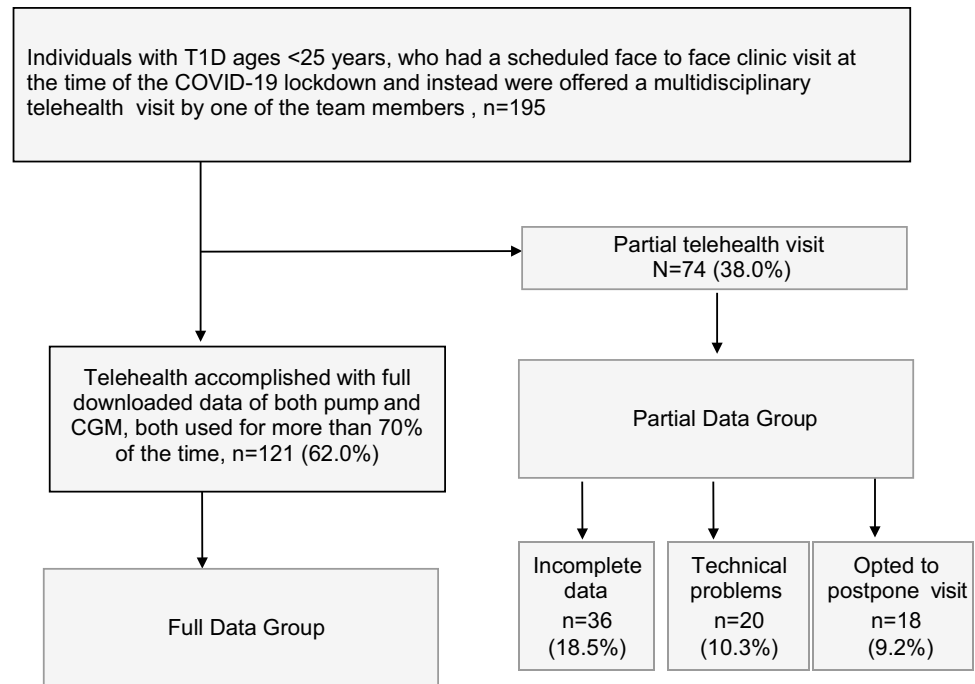 Individuals with T1D ages <25 years, who had a scheduled face to face clinic visit at
the time of the COVID-19 lockdown and instead were offered a multidisciplinary
telehealth visit by one of the team members , n=195
Partial telehealth visit
N=74 (38.0%)
Telehealth accomplished with full
downloaded data of both pump and
CGM, both used for more than 70%
of the time, n=121 (62.0%)
Partial Data Group
Full Data Group
Incomplete
data
n=36
(18.5%)
Technical
problems
n=20
(10.3%)
Opted to
postpone visit
n=18
(9.2%)